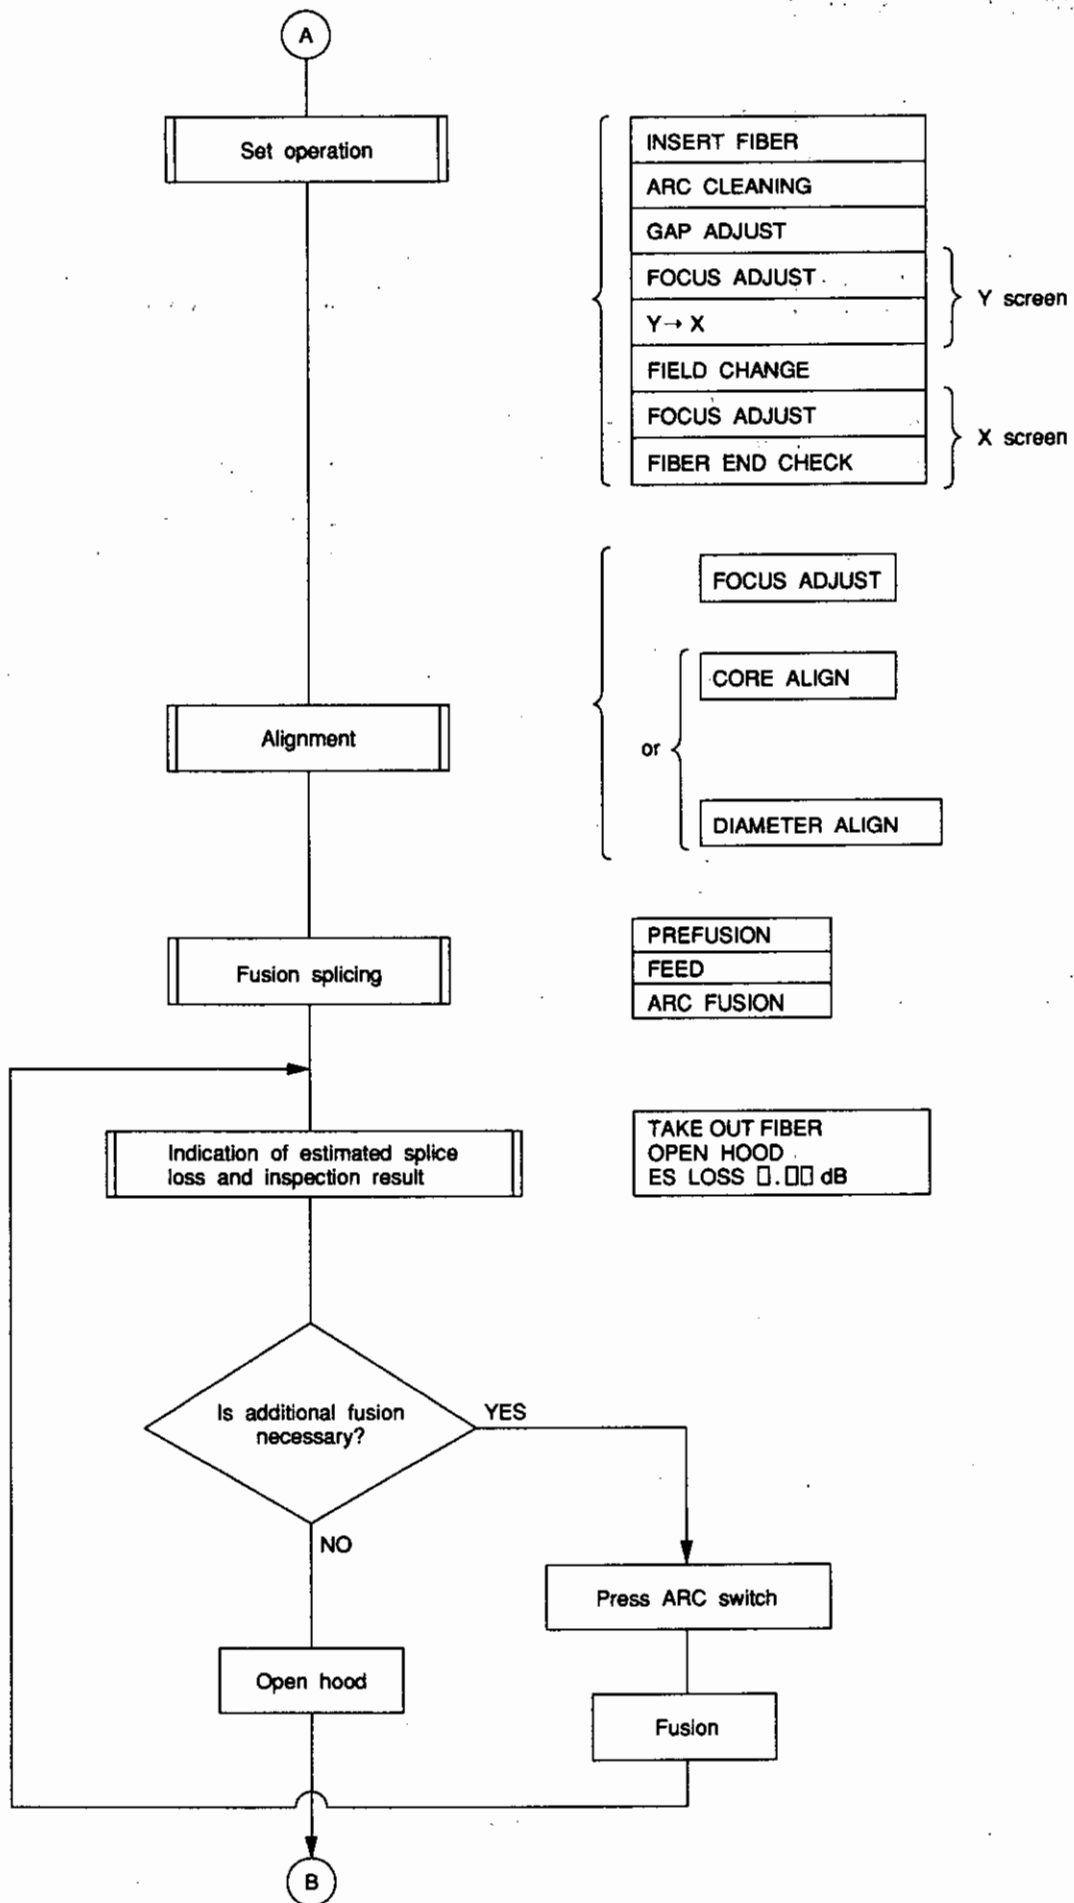 A
Set operation
INSERT FIBER
ARC CLEANING
GAP ADJUST
FOCUS ADJUST
Y→ X
Y screen
FIELD CHANGE
FOCUS ADJUST
FIBER END CHECK
X screen
FOCUS ADJUST
CORE ALIGN
Alignment
or
DIAMETER ALIGN
Fusion splicing
PREFUSION
FEED
ARC FUSION
Indication of estimated splice
loss and inspection result
TAKE OUT FIBER
OPEN HOOD
ES LOSS ▯.▯▯ dB
Is additional fusion
necessary?
YES
NO
Press ARC switch
Open hood
Fusion
B